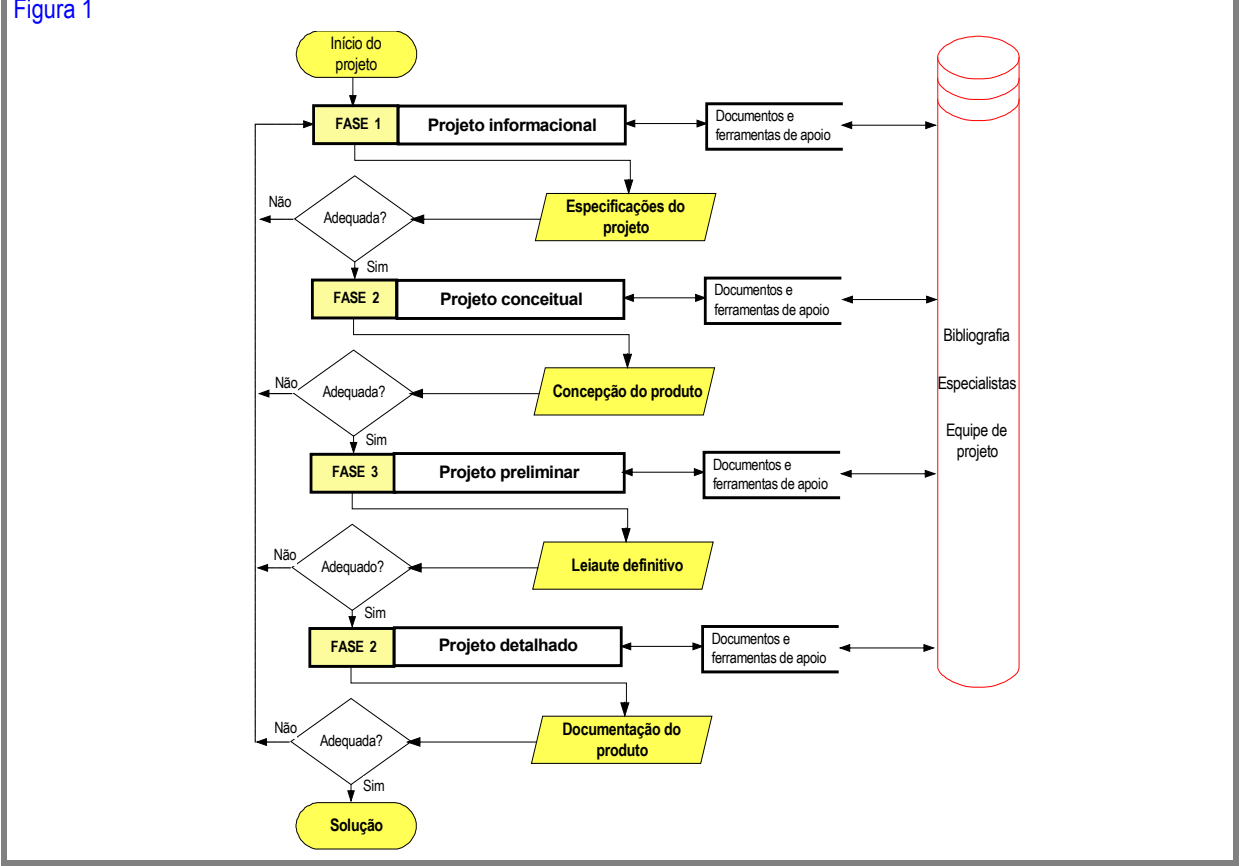 Figura 1
Início do
projeto
FASE 1
Projeto informacional
Documentos e
ferramentas de apoio
Especificações do
projeto
Adequada?
Não
Sim
FASE 2
Projeto conceitual
Documentos e
ferramentas de apoio
Concepção do produto
Adequada?
Não
Sim
FASE 3
Projeto preliminar
Documentos e
ferramentas de apoio
Leiaute definitivo
Adequado?
Não
Sim
FASE 2
Projeto detalhado
Documentos e
ferramentas de apoio
Documentação do
produto
Adequada?
Não
Sim
Solução
Bibliografia
Especialistas
Equipe de
projeto